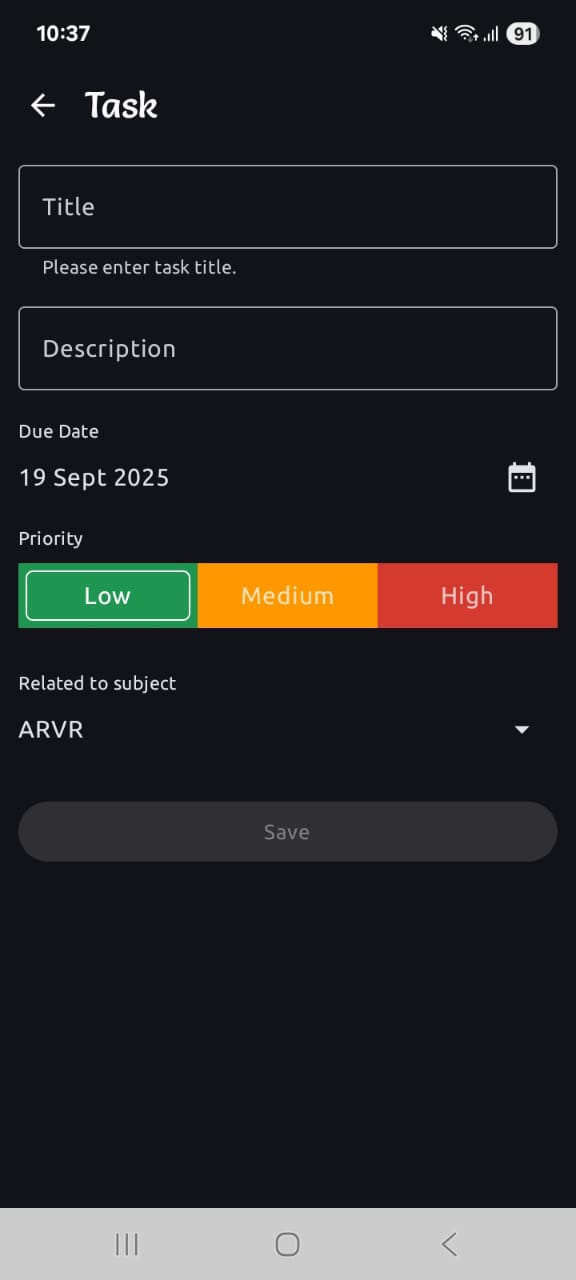 10:37
91
Task
Title
Please enter task title.
Description
Due Date
19 Sept 2025
Priority
Low Medium High
Related to subject
ARVR
Save